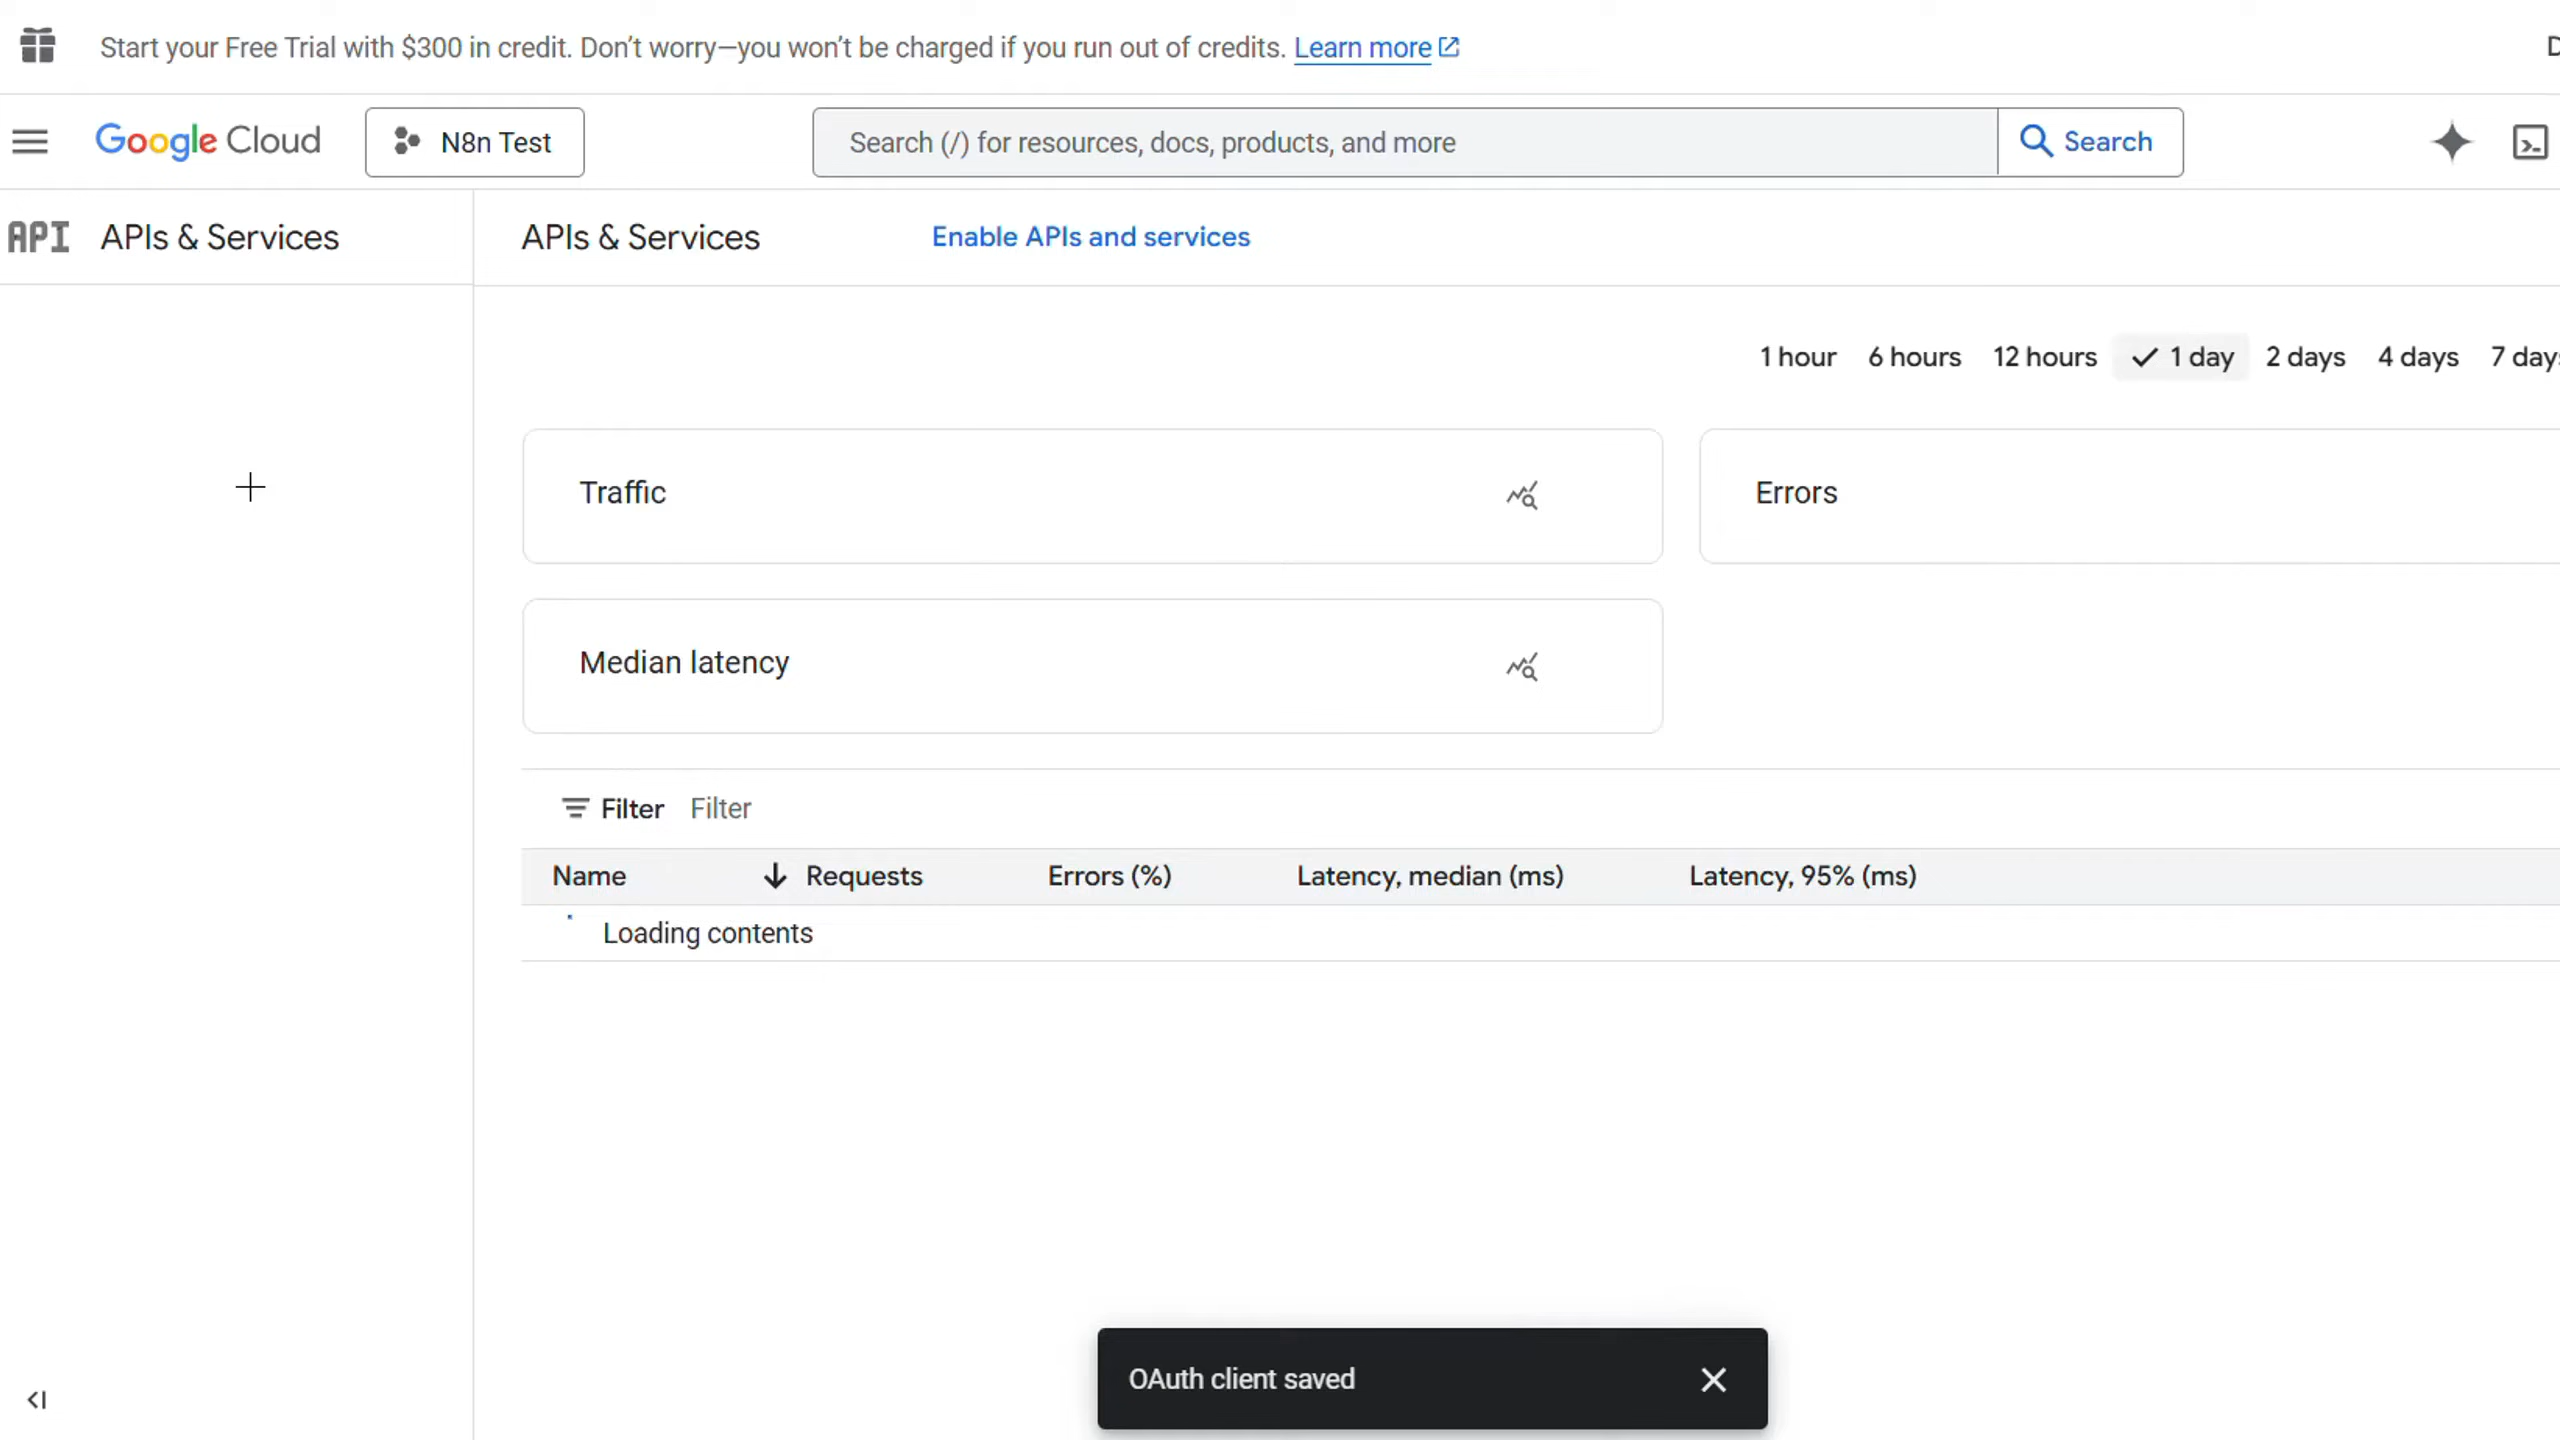 Start your Free Trial with $300 in credit. Don’t worry—you won’t be charged if you run out of credits. Learn more
Google Cloud
N8n Test
Search (/) for resources, docs, products, and more
Search
API
APIs & Services
APIs & Services
Enable APIs and services
1 hour
6 hours
12 hours
1 day
2 days
4 days
7 days
Traffic
Errors
Median latency
Filter Filter
Name Requests Errors (%) Latency, median (ms) Latency, 95% (ms)
Loading contents
OAuth client saved